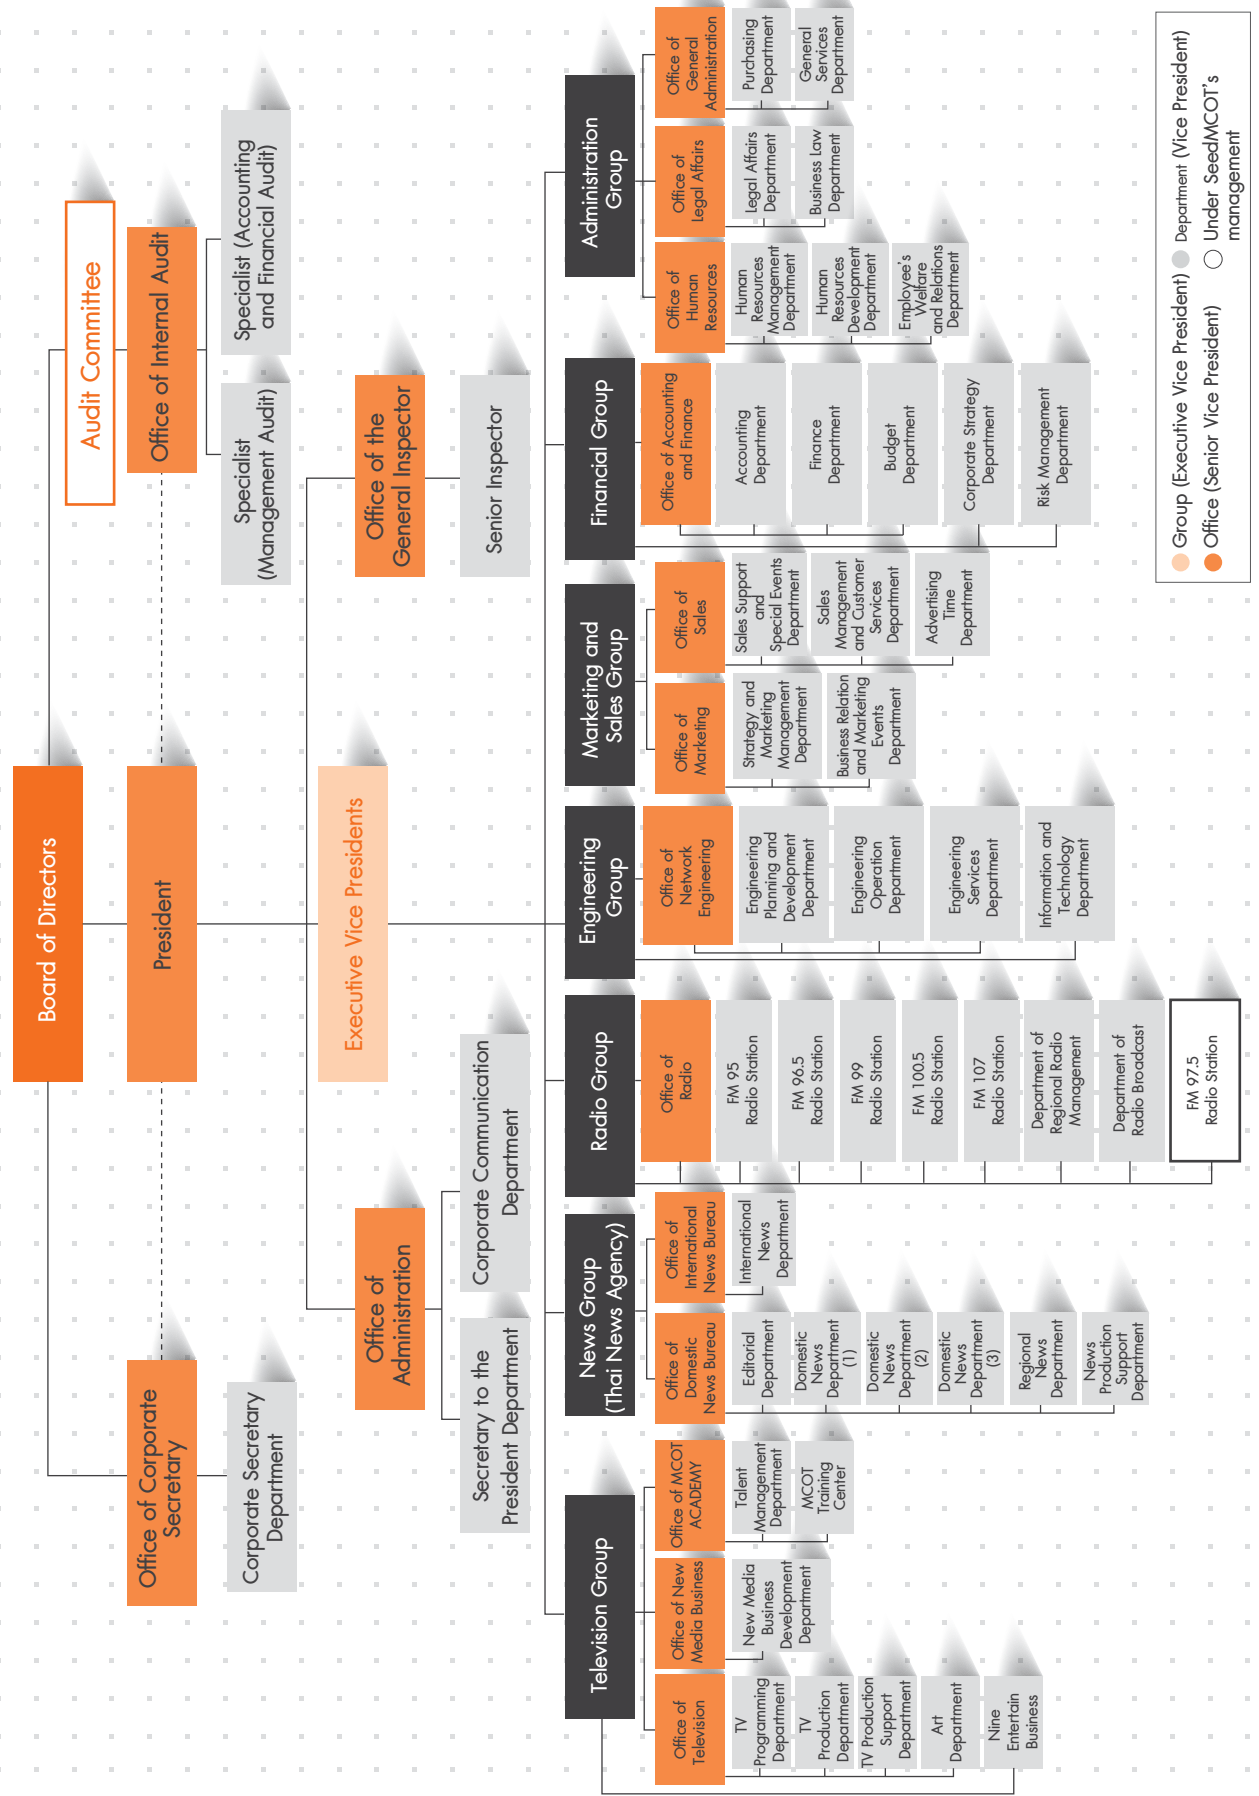 Board of Directors
Audit Committee
President
Office of Corporate
Secretary
Office of Internal Audit
Corporate Secretary
Department
Specialist
(Management Audit)
Specialist (Accounting
and Financial Audit)
Executive Vice Presidents
Office of
Administration
Office of the
General Inspector
Secretary to the
President Department
Corporate Communication
Department
Senior Inspector
Television Group
Office of
Television
TV
Programming
Department
TV
Production
Department
TV Production
Support
Department
Art
Department
Nine
Entertain
Business
Office of New
Media Business
New Media
Business
Development
Department
Office of MCOT
ACADEMY
Talent
Management
Department
MCOT
Training
Center
News Group
(Thai News Agency)
Office of
Domestic
News Bureau
Editorial
Department
Domestic
News
Department
(1)
Domestic
News
Department
(2)
Domestic
News
Department
(3)
Regional
News
Department
News
Production
Support
Department
Office of
International
News Bureau
International
News
Department
Radio Group
Office of
Radio
FM 95
Radio Station
FM 96.5
Radio Station
FM 99
Radio Station
FM 100.5
Radio Station
FM 107
Radio Station
Department of
Regional Radio
Management
Department of
Radio Broadcast
FM 97.5
Radio Station
Engineering
Group
Office of
Network
Engineering
Engineering
Planning and
Development
Department
Engineering
Operation
Department
Engineering
Services
Department
Information and
Technology
Department
Marketing and
Sales Group
Office of
Marketing
Strategy and
Marketing
Management
Department
Business Relation
and Marketing
Events
Department
Office of
Sales
Sales Support
and
Special Events
Department
Sales
Management
and Customer
Services
Department
Advertising
Time
Department
Financial Group
Office of Accounting
and Finance
Accounting
Department
Finance
Department
Budget
Department
Corporate Strategy
Department
Risk Management
Department
Administration
Group
Office of
Human
Resources
Human
Resources
Management
Department
Human
Resources
Development
Department
Employee's
Welfare
and Relations
Department
Office of
Legal Affairs
Legal Affairs
Department
Business Law
Department
Office of
General
Administration
Purchasing
Department
General
Services
Department
Group (Executive Vice President)
Department (Vice President)
Office (Senior Vice President)
Under SeedMCOT's
management